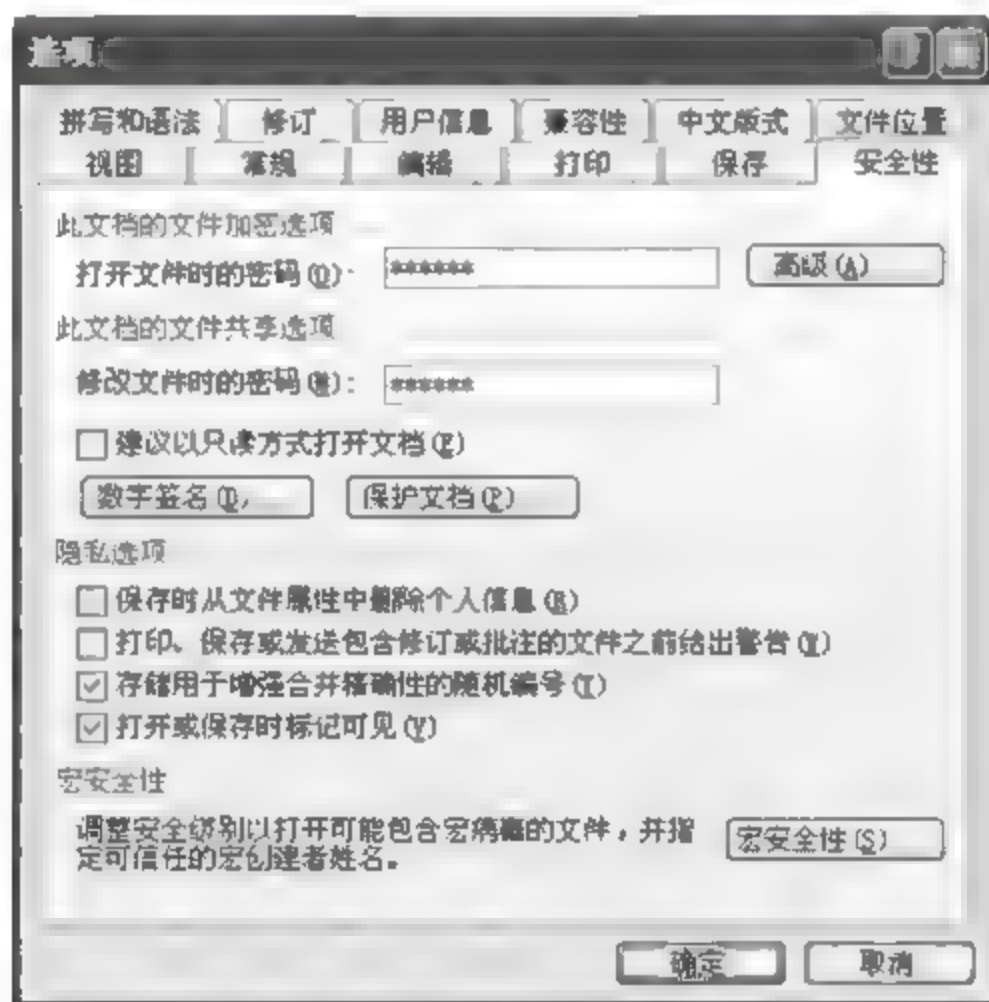 选项
拼写和语法 修订 用户信息 兼容性 中文版式 文件位置
视图 常规 编辑 打印 保存 安全性
此文档的文件加密选项
打开文件时的密码(O): ****** 高级(A)
此文档的文件共享选项
修改文件时的密码(M): ******
建议以只读方式打开文档(E)
数字签名(D) 保护文档(P)
隐私选项
保存时从文件属性中删除个人信息(R)
打印、保存或发送包含修订或批注的文件之前给出警告(W)
存储用于增强合并精确性的随机编号(T)
打开或保存时标记可见(V)
宏安全性
调整安全级别以打开可能包含宏病毒的文件,并指 宏安全性(S)
定可信任的宏创建者姓名。
确定 取消